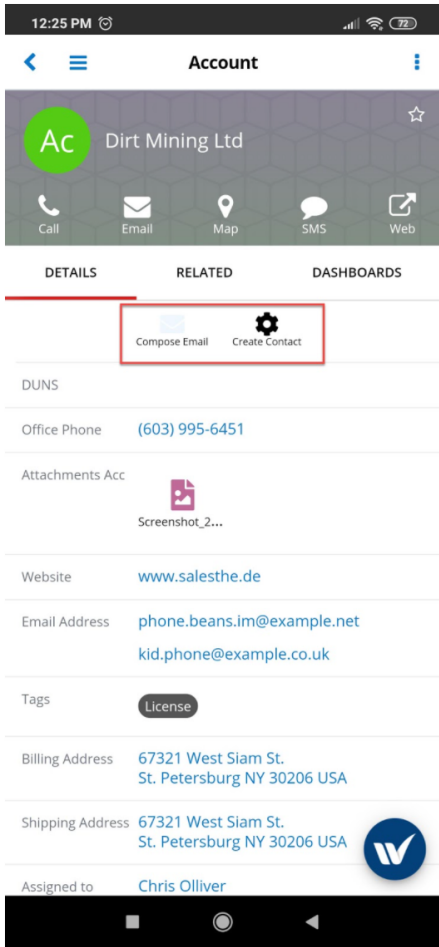 12:25 PM
72
Account
Ac
Dirt Mining Ltd
Call Email Map SMS Web
DETAILS RELATED DASHBOARDS
Compose Email Create Contact
DUNS
Office Phone (603) 995-6451
Attachments Acc
Screenshot_2...
Website www.salesthe.de
Email Address phone.beans.im@example.net
kid.phone@example.co.uk
Tags
License
Billing Address 67321 West Siam St.
St. Petersburg NY 30206 USA
Shipping Address 67321 West Siam St.
St. Petersburg NY 30206 USA
Assigned to Chris Olliver